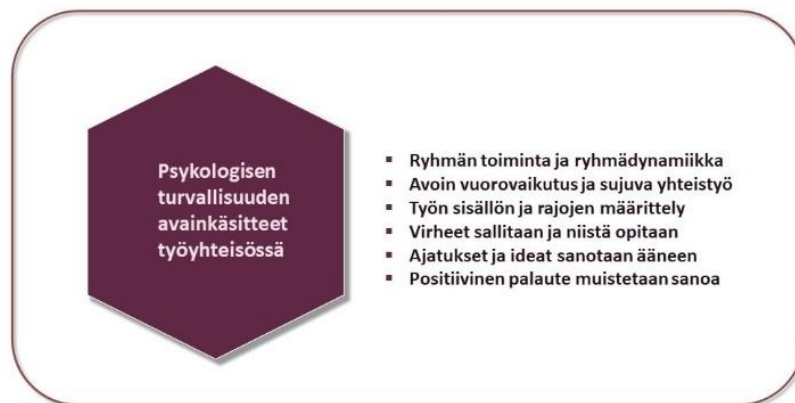 Psykologisen
turvallisuuden
avainkäsitteet
työyhteisössä
▪ Ryhmän toiminta ja ryhmädynamiikka
▪ Avoin vuorovaikutus ja sujuva yhteistyö
▪ Työn sisällön ja rajojen määrittely
▪ Virheet sallitaan ja niistä opitaan
▪ Ajatukset ja ideat sanotaan ääneen
▪ Positiivinen palaute muistetaan sanoa